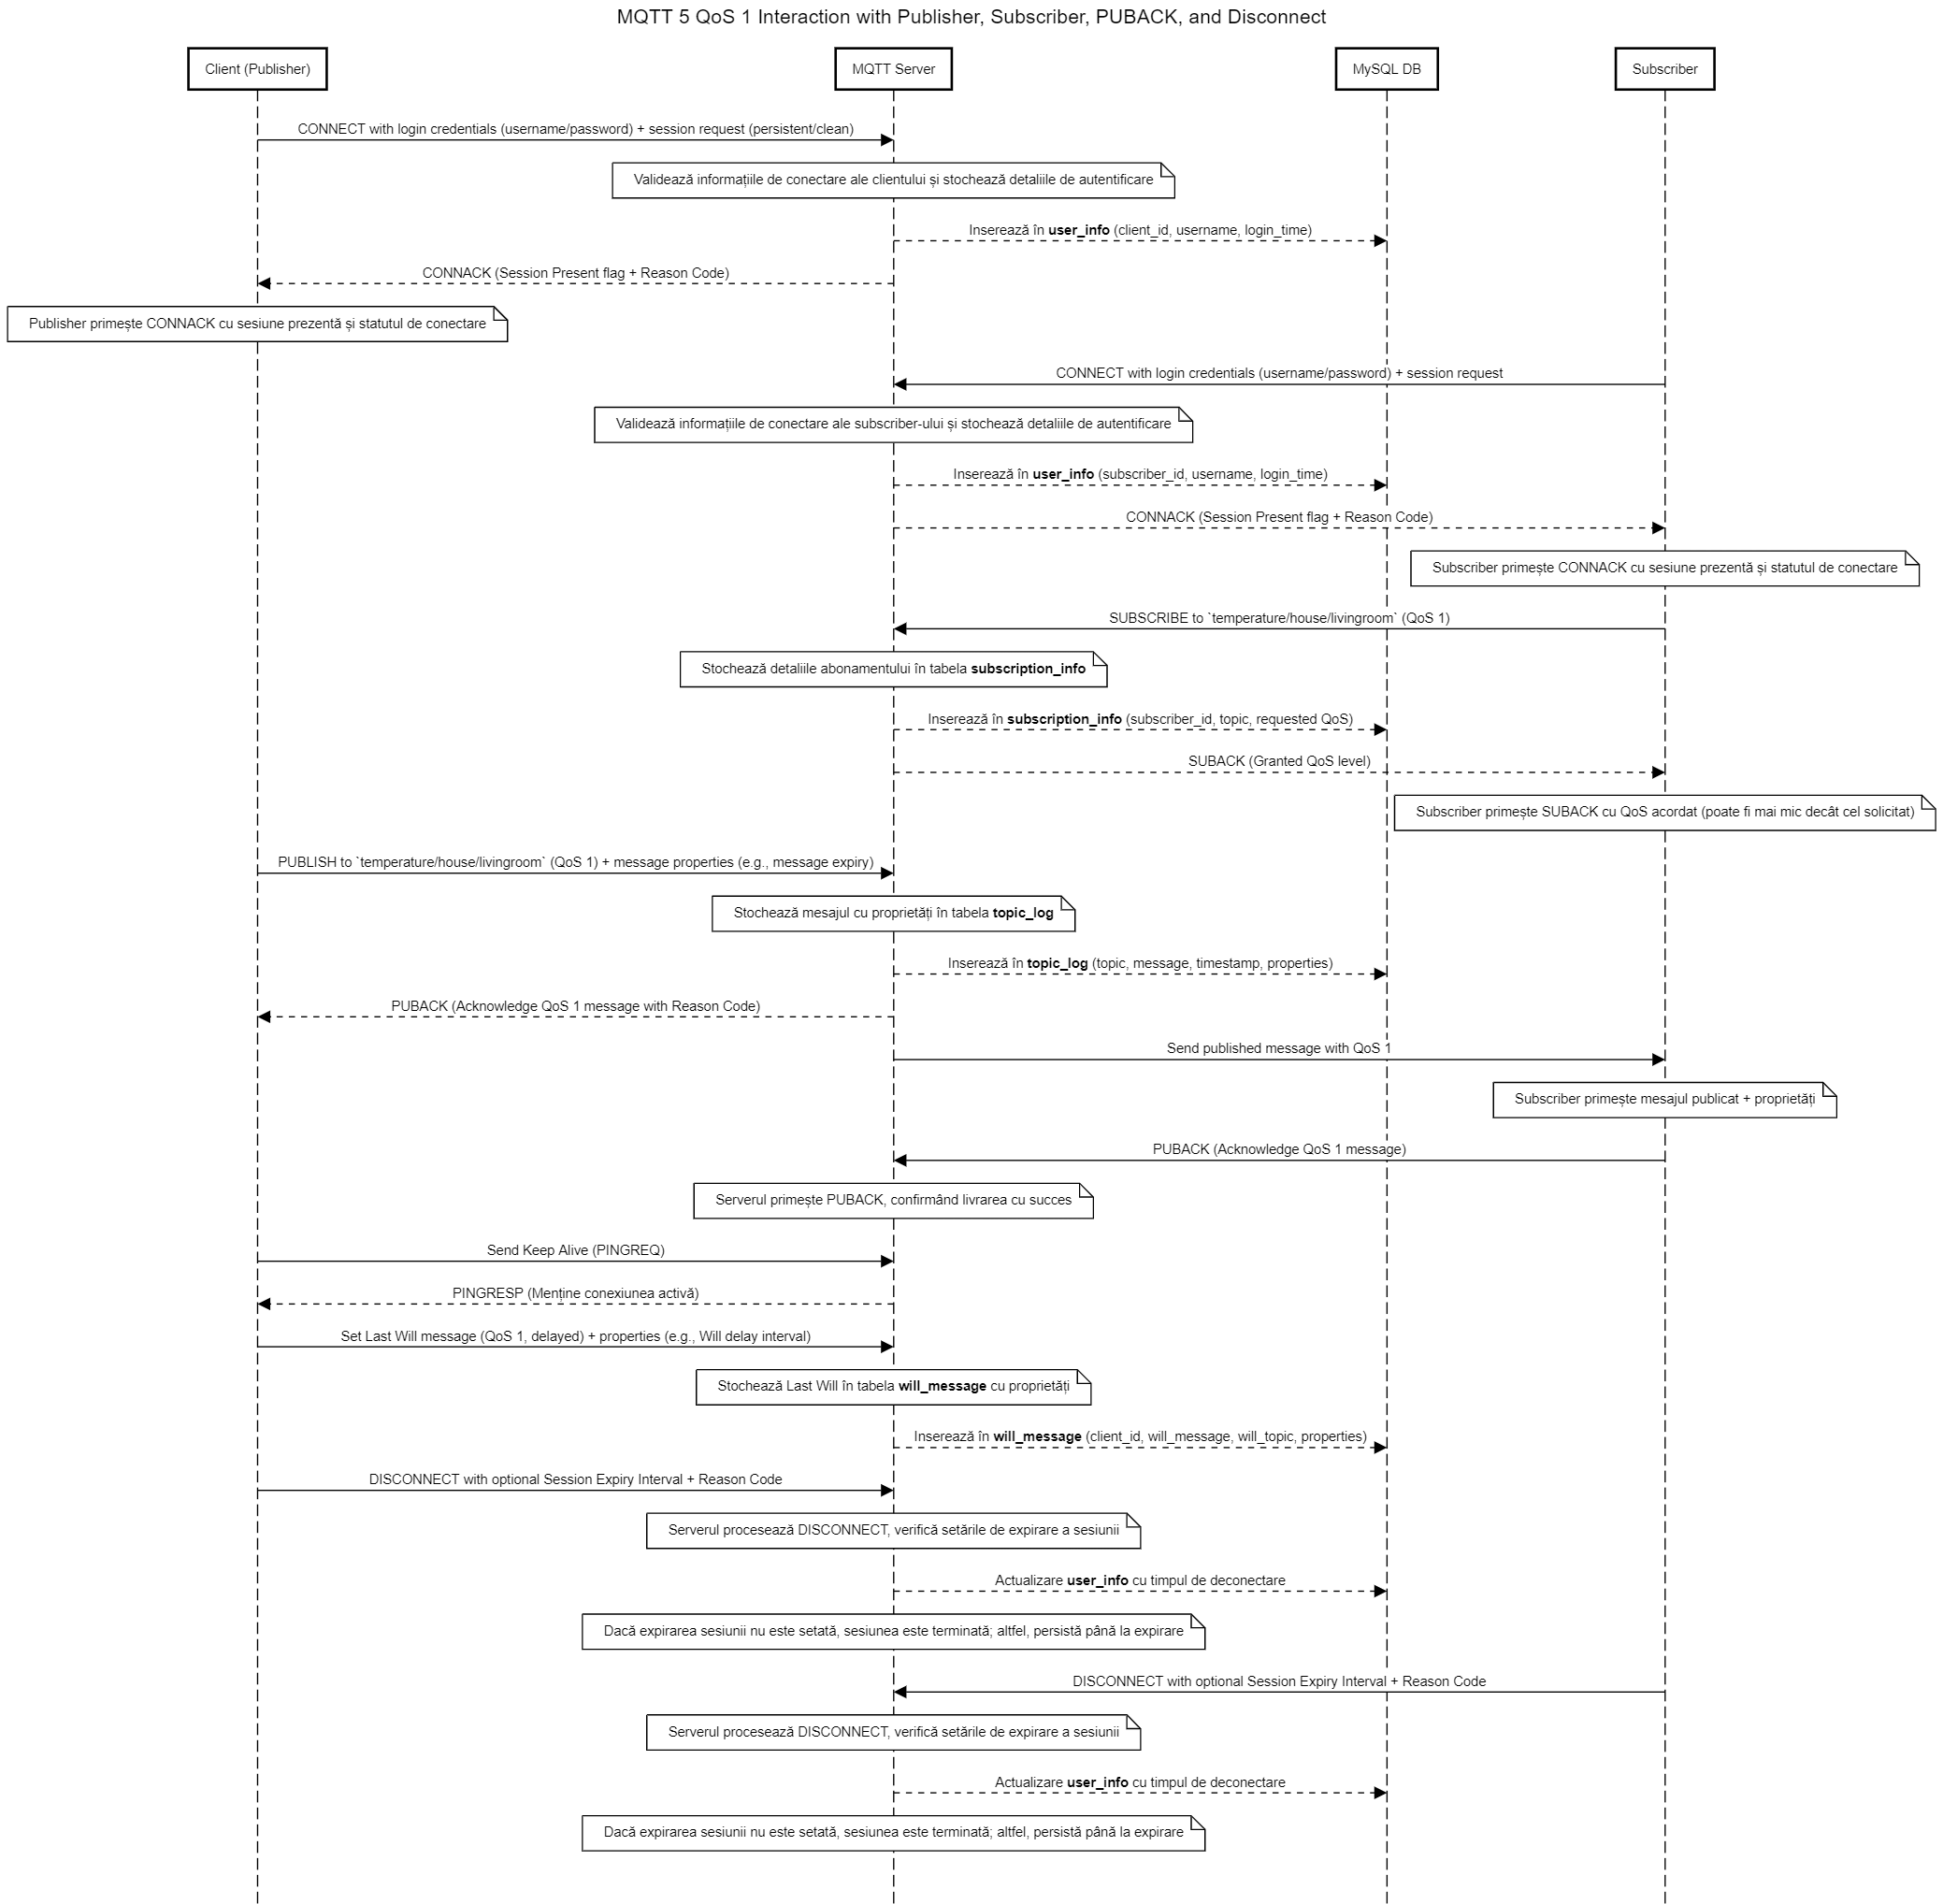 MQTT 5 QoS 1 Interaction with Publisher, Subscriber, PUBACK, and Disconnect
Client (Publisher)
MQTT Server
MySQL DB
Subscriber
CONNECT with login credentials (username/password) + session request (persistent/clean)
Validează informațiile de conectare ale clientului și stochează detaliile de autentificare
Inserează în user_info (client_id, username, login_time)
CONNACK (Session Present flag + Reason Code)
Publisher primește CONNACK cu sesiune prezentă și statutul de conectare
CONNECT with login credentials (username/password) + session request
Validează informațiile de conectare ale subscriber-ului și stochează detaliile de autentificare
Inserează în user_info (subscriber_id, username, login_time)
CONNACK (Session Present flag + Reason Code)
Subscriber primește CONNACK cu sesiune prezentă și statutul de conectare
SUBSCRIBE to `temperature/house/livingroom` (QoS 1)
Stochează detaliile abonamentului în tabela subscription_info
Inserează în subscription_info (subscriber_id, topic, requested QoS)
SUBACK (Granted QoS level)
Subscriber primește SUBACK cu QoS acordat (poate fi mai mic decât cel solicitat)
PUBLISH to `temperature/house/livingroom` (QoS 1) + message properties (e.g., message expiry)
Stochează mesajul cu proprietăți în tabela topic_log
Inserează în topic_log (topic, message, timestamp, properties)
PUBACK (Acknowledge QoS 1 message with Reason Code)
Send published message with QoS 1
Subscriber primește mesajul publicat + proprietăți
PUBACK (Acknowledge QoS 1 message)
Serverul primește PUBACK, confirmând livrarea cu succes
Send Keep Alive (PINGREQ)
PINGRESP (Menține conexiunea activă)
Set Last Will message (QoS 1, delayed) + properties (e.g., Will delay interval)
Stochează Last Will în tabela will_message cu proprietăți
Inserează în will_message (client_id, will_message, will_topic, properties)
DISCONNECT with optional Session Expiry Interval + Reason Code
Serverul procesează DISCONNECT, verifică setările de expirare a sesiunii
Actualizare user_info cu timpul de deconectare
Dacă expirarea sesiunii nu este setată, sesiunea este terminată; altfel, persistă până la expirare
DISCONNECT with optional Session Expiry Interval + Reason Code
Serverul procesează DISCONNECT, verifică setările de expirare a sesiunii
Actualizare user_info cu timpul de deconectare
Dacă expirarea sesiunii nu este setată, sesiunea este terminată; altfel, persistă până la expirare